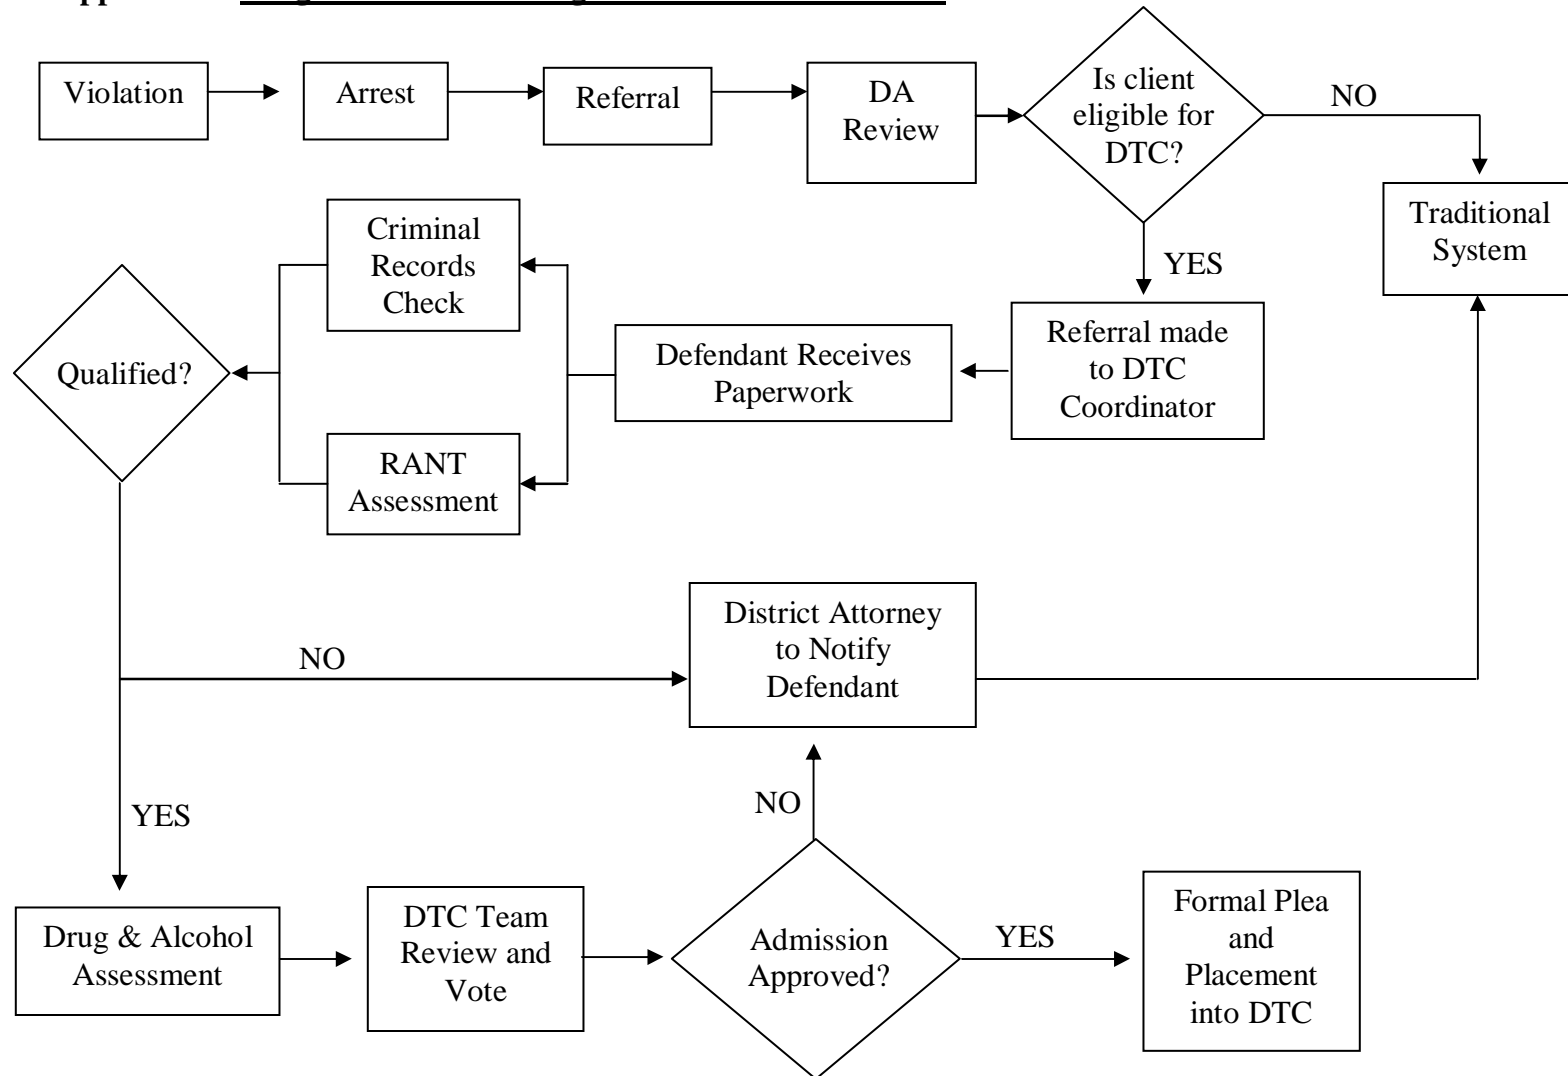 Violation
Arrest
Referral
DA
Review
Is client
eligible for
DTC?
NO
Traditional
System
YES
Criminal
Records
Check
Qualified?
Defendant Receives
Paperwork
Referral made
to DTC
Coordinator
RANT
Assessment
District Attorney
to Notify
Defendant
NO
YES
NO
Drug & Alcohol
Assessment
DTC Team
Review and
Vote
Admission
Approved?
YES
Formal Plea
and
Placement
into DTC